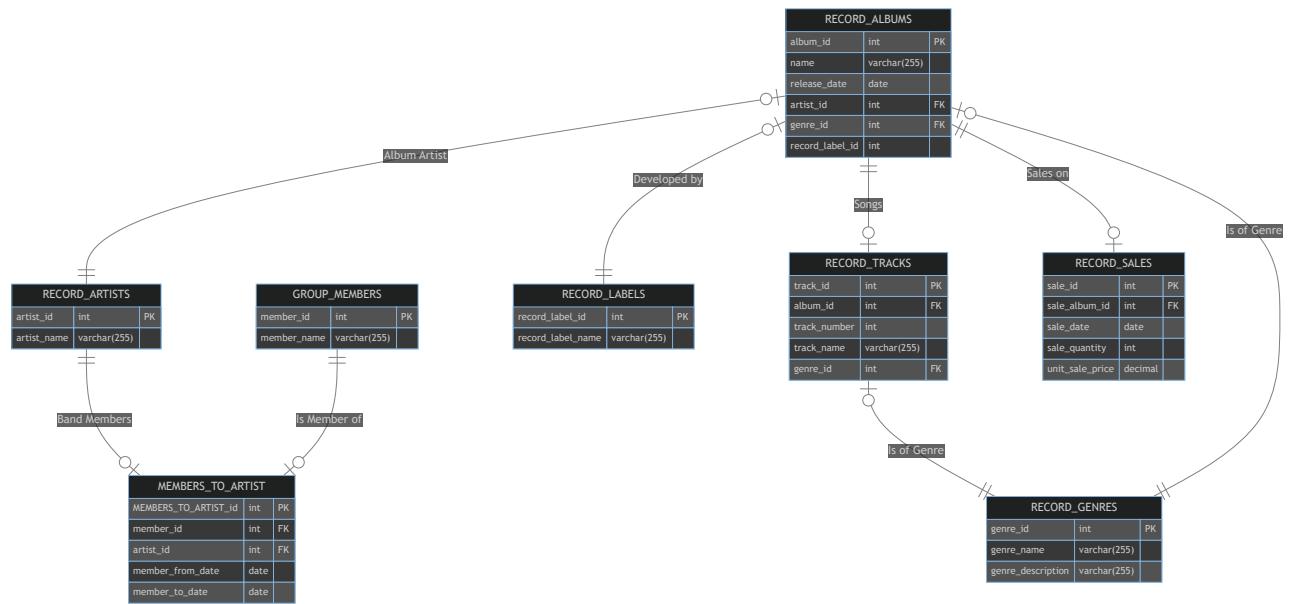 RECORD_ALBUMS
album_id int PK
name varchar(255)
release_date date
artist_id int FK
genre_id int FK
record_label_id int
Album Artist
Developed by
Songs
Sales on
Is of Genre
RECORD_ARTISTS
artist_id int PK
artist_name varchar(255)
GROUP_MEMBERS
member_id int PK
member_name varchar(255)
RECORD_LABELS
record_label_id int PK
record_label_name varchar(255)
RECORD_TRACKS
track_id int PK
album_id int FK
track_number int
track_name varchar(255)
genre_id int FK
RECORD_SALES
sale_id int PK
sale_album_id int FK
sale_date date
sale_quantity int
unit_sale_price decimal
Band Members
Is Member of
Is of Genre
MEMBERS_TO_ARTIST
MEMBERS_TO_ARTIST_id int PK
member_id int FK
artist_id int FK
member_from_date date
member_to_date date
RECORD_GENRES
genre_id int PK
genre_name varchar(255)
genre_description varchar(255)